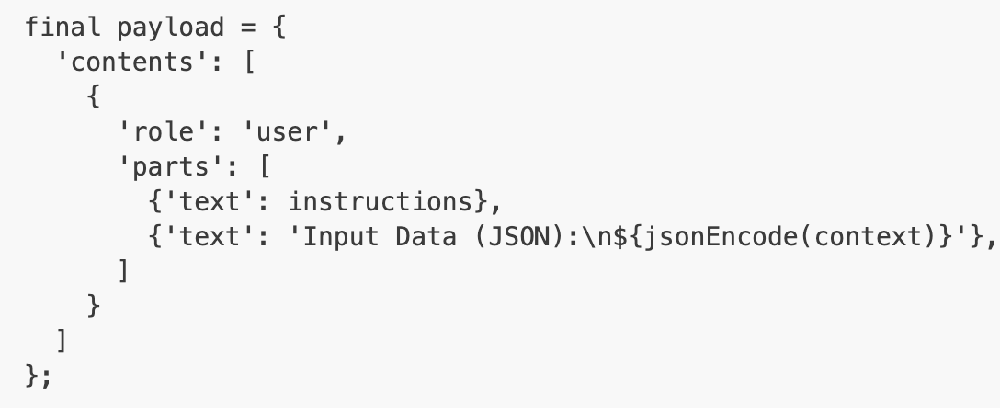 final payload = {
  'contents': [
    {
      'role': 'user',
      'parts': [
        {'text': instructions},
        {'text': 'Input Data (JSON):\n${jsonEncode(context)}'},
      ]
    }
  ]
};